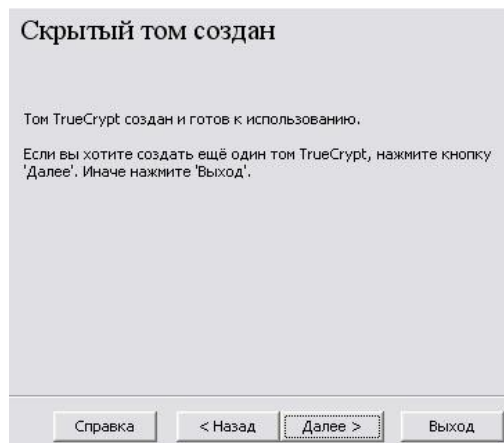 Скрытый том создан
Том TrueCrypt создан и готов к использованию.
Если вы хотите создать ещё один том TrueCrypt, нажмите кнопку
'Далее'. Иначе нажмите 'Выход'.
Справка
< Назад
Далее >
Выход